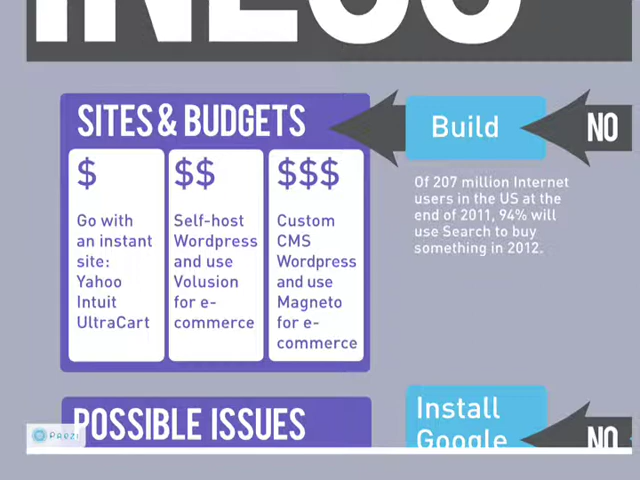 SITES & BUDGETS
Build
NO
$
Go with
an instant
site:
Yahoo
Intuit
UltraCart
$$
Self-host
Wordpress
and use
Volusion
for e-
commerce
$$$
Custom
CMS
Wordpress
and use
Magneto
for e-
commerce
Of 207 million Internet
users in the US at the
end of 2011, 94% will
use Search to buy
something in 2012.
POSSIBLE ISSUES
Install
Google
NO
Prezi